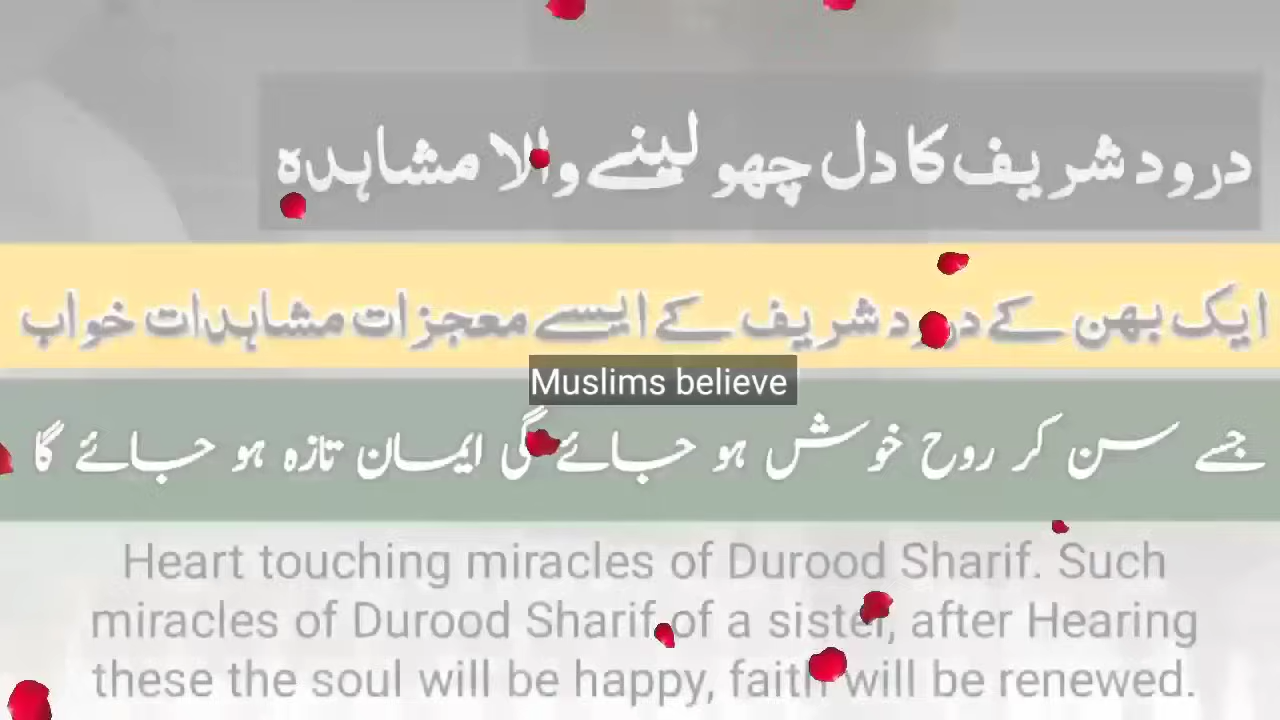 درود شریف کا دل چھو لینے والا مشاہدہ
ایک بھن کے درود شریف کے ایسے معجزات مشاہدات خواب
Muslims believe
جسے سن کر روح خوش ہو جائے گی ایمان تازہ ہو جائے گا
Heart touching miracles of Durood Sharif. Such
miracles of Durood Sharif of a sister, after Hearing
these the soul will be happy, faith will be renewed.